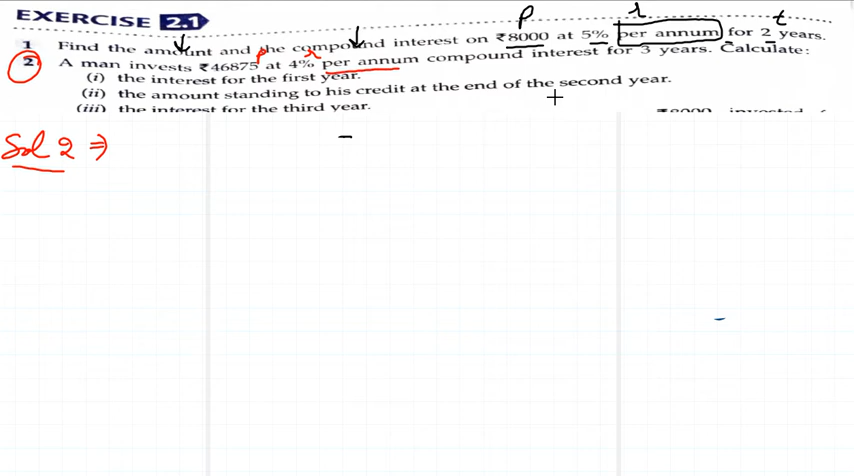 EXERCISE 2.1
p r t
1 Find the amount and the compound interest on ₹8000 at 5% per annum for 2 years.
p r
2 A man invests ₹46875 at 4% per annum compound interest for 3 years. Calculate:
(i) the interest for the first year.
(ii) the amount standing to his credit at the end of the second year.
(iii) the interest for the third year.
₹8000 invested
Sol 2 ⇒